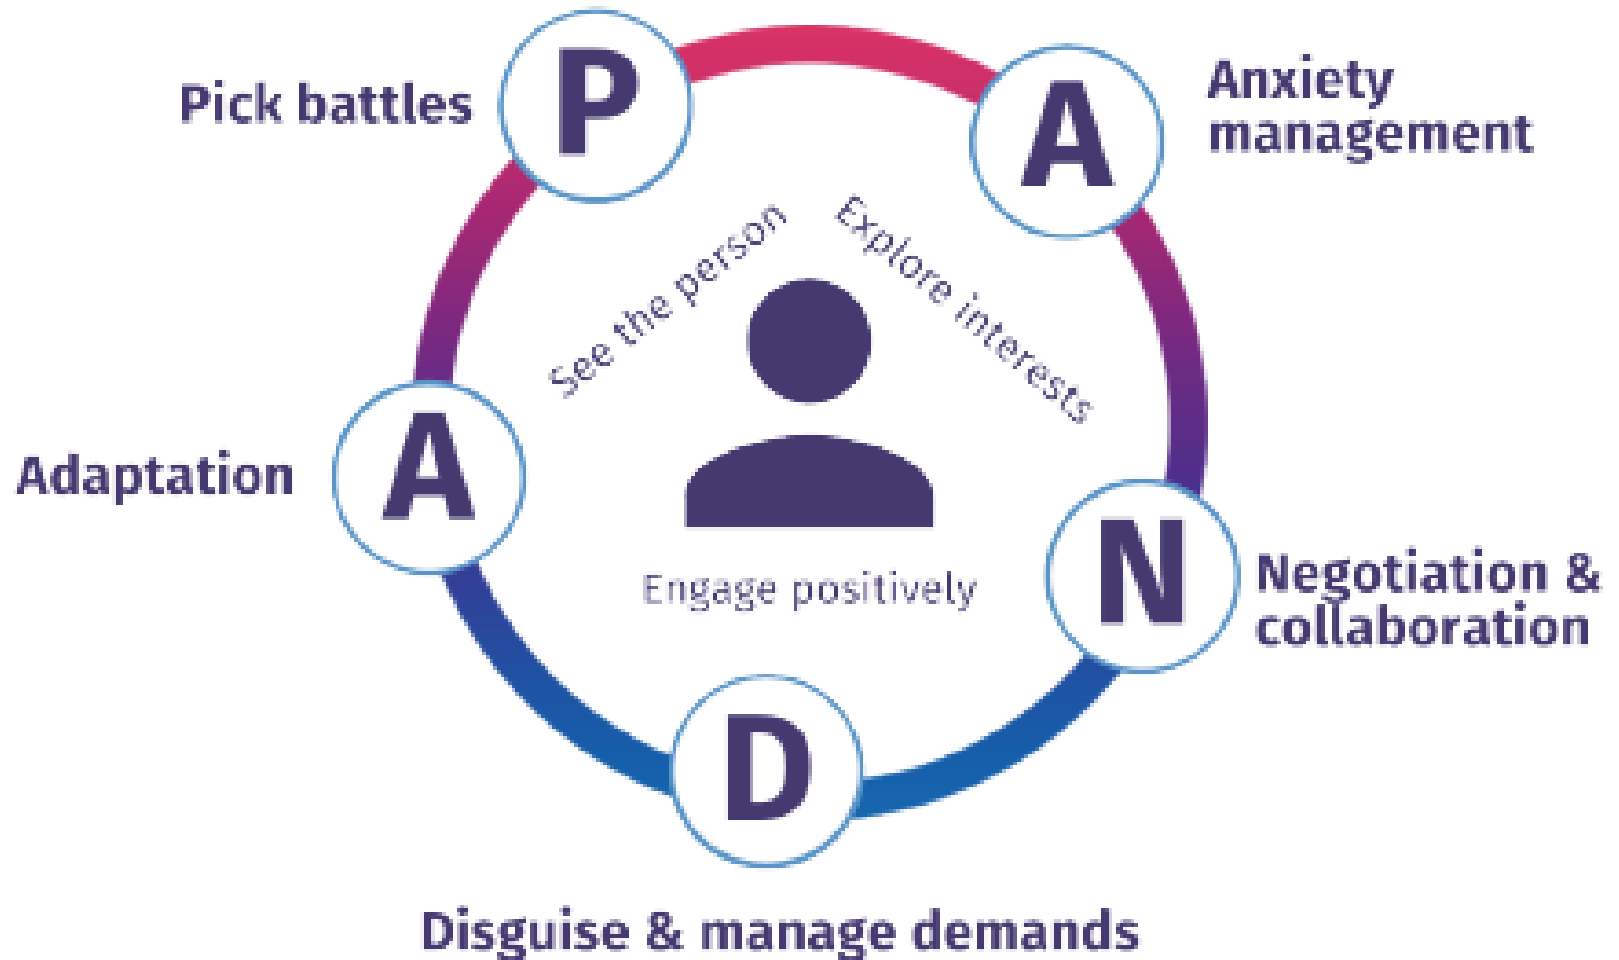 P
Pick battles
A
Anxiety
management
See the person
Explore interests
A
Adaptation
N
Negotiation &
collaboration
Engage positively
D
Disguise & manage demands